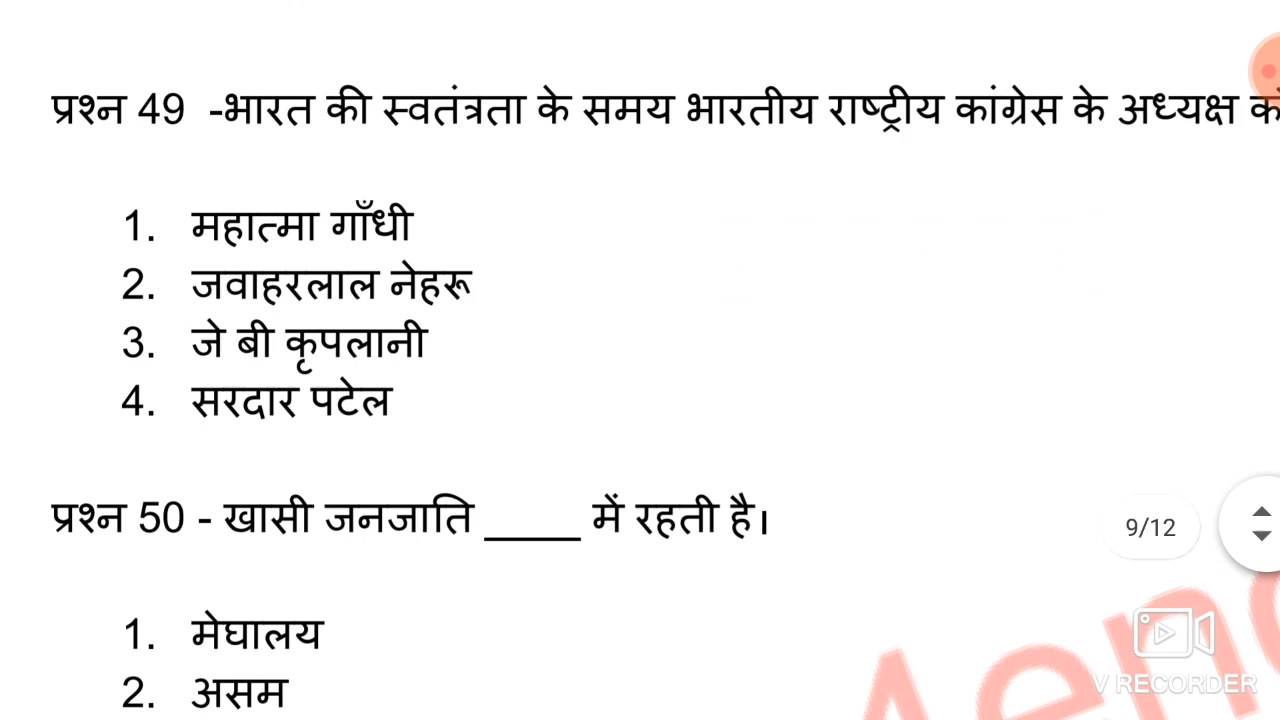 प्रश्न 49 -भारत की स्वतंत्रता के समय भारतीय राष्ट्रीय कांग्रेस के अध्यक्ष
1. महात्मा गाँधी
2. जवाहरलाल नेहरू
3. जे बी कृपलानी
4. सरदार पटेल
प्रश्न 50 - खासी जनजाति _____ में रहती है।
9/12
1. मेघालय
2. असम
V RECORDER